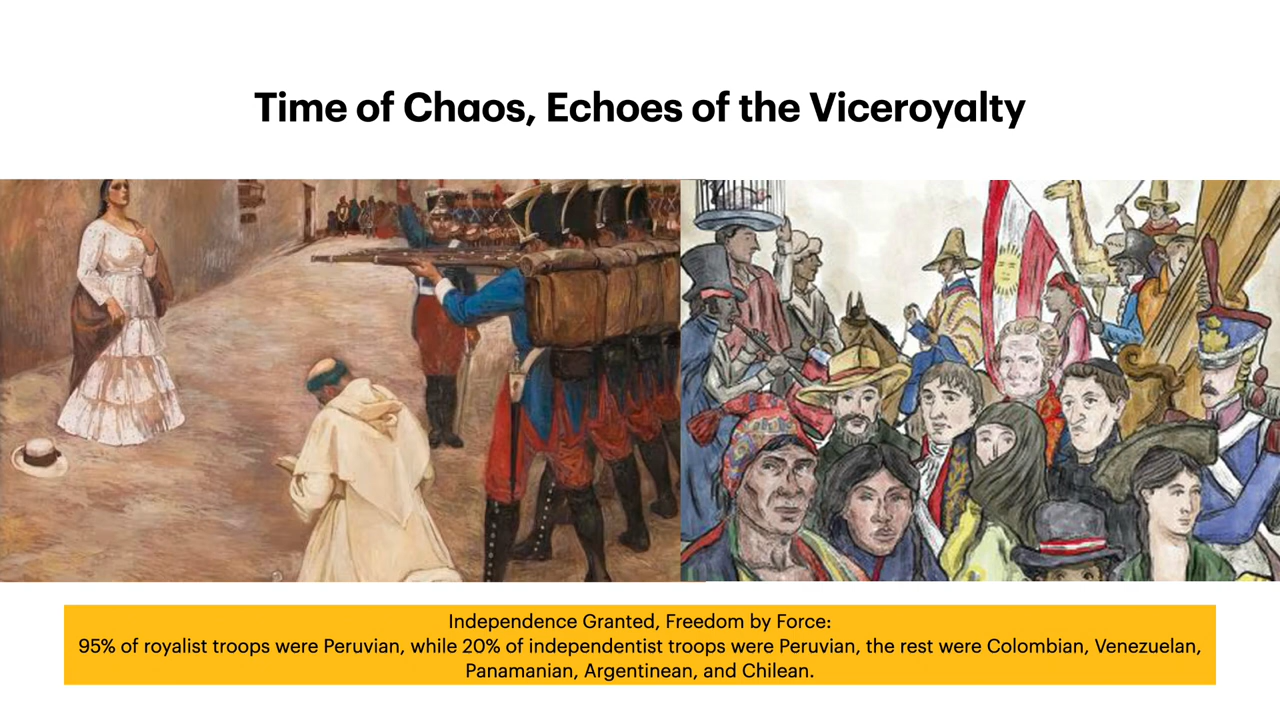 Time of Chaos, Echoes of the Viceroyalty
Independence Granted, Freedom by Force:
95% of royalist troops were Peruvian, while 20% of independentist troops were Peruvian, the rest were Colombian, Venezuelan,
Panamanian, Argentinean, and Chilean.